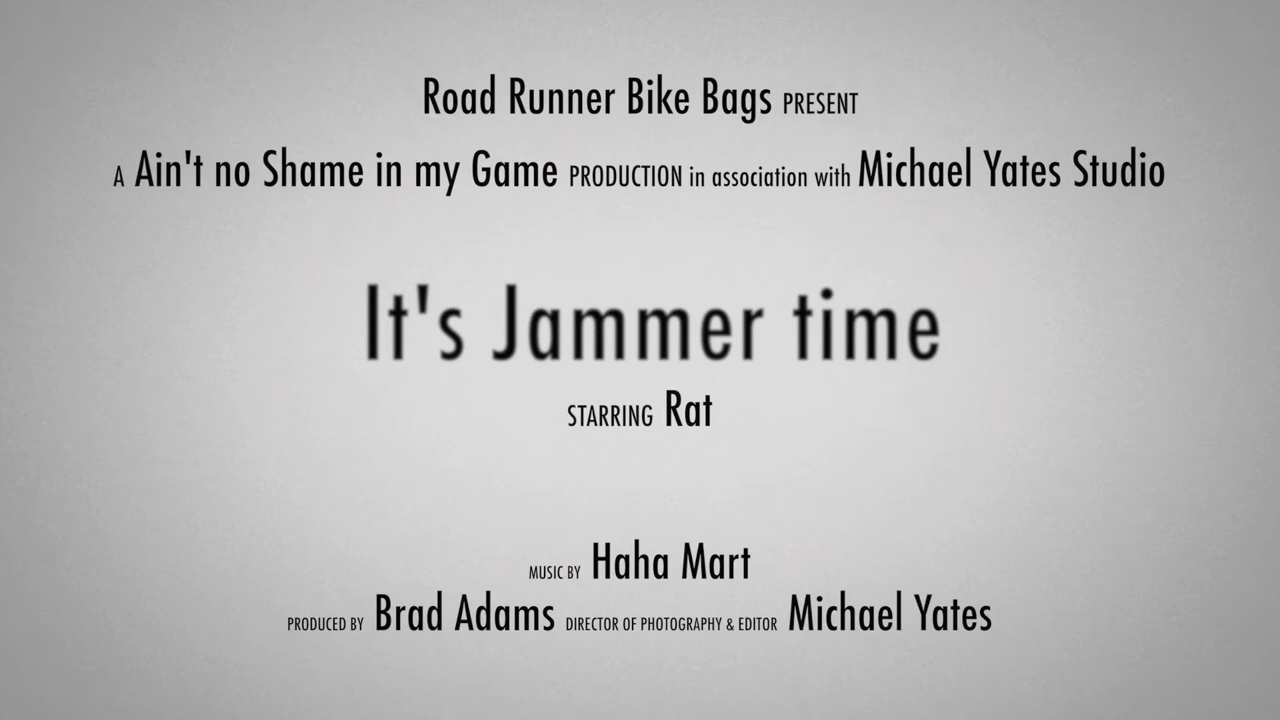 Road Runner Bike Bags PRESENT
A Ain't no Shame in my Game PRODUCTION in association with Michael Yates Studio
It's Jammer time
STARRING Rat
MUSIC BY Haha Mart
PRODUCED BY Brad Adams DIRECTOR OF PHOTOGRAPHY & EDITOR Michael Yates